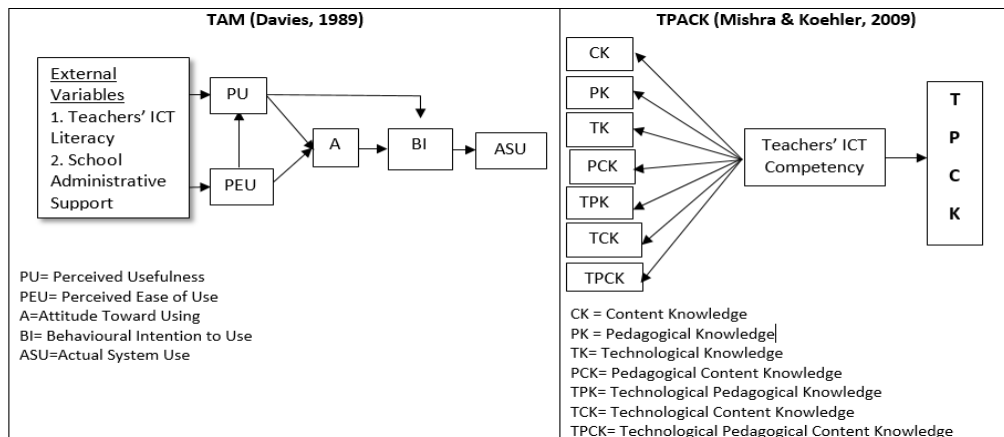 TAM (Davies, 1989)
External
Variables
1. Teachers’ ICT
Literacy
2. School
Administrative
Support
PU
PEU
A
BI
ASU
PU= Perceived Usefulness
PEU= Perceived Ease of Use
A=Attitude Toward Using
BI= Behavioural Intention to Use
ASU=Actual System Use
TPACK (Mishra & Koehler, 2009)
CK
PK
TK
PCK
TPK
TCK
TPCK
Teachers’ ICT
Competency
T
P
C
K
CK = Content Knowledge
PK = Pedagogical Knowledge
TK= Technological Knowledge
PCK= Pedagogical Content Knowledge
TPK= Technological Pedagogical Knowledge
TCK= Technological Content Knowledge
TPCK= Technological Pedagogical Content Knowledge